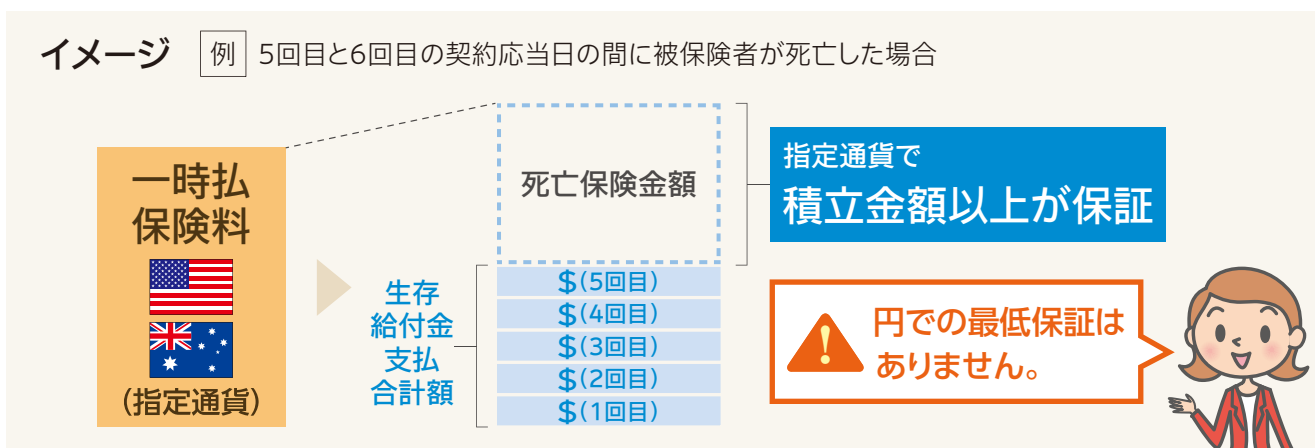 イメージ 例 5回目と6回目の契約応当日の間に被保険者が死亡した場合
一時払
保険料
(指定通貨)
生存
給付金
支払
合計額
死亡保険金額
$(5回目)
$(4回目)
$(3回目)
$(2回目)
$(1回目)
指定通貨で
積立金額以上が保証
円での最低保証は
ありません。